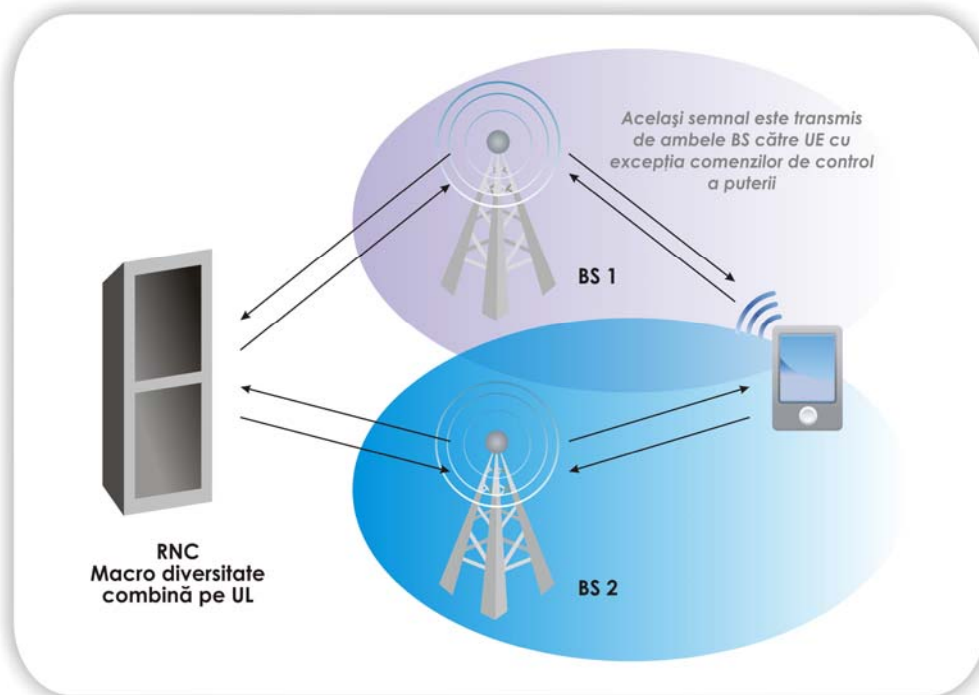 Același semnal este transmis
de ambele BS către UE cu
excepția comenzilor de control
a puterii
BS 1
RNC
Macro diversitate
combină pe UL
BS 2